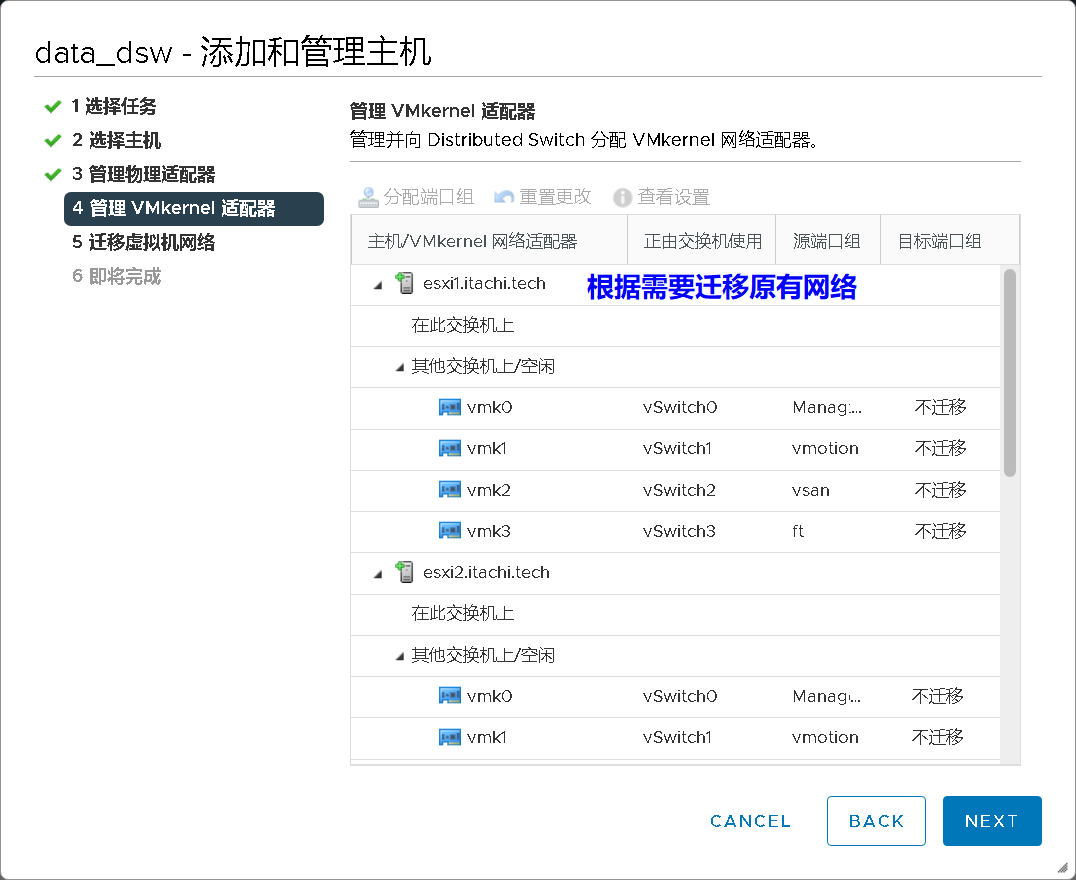 data_dsw - 添加和管理主机
1 选择任务
2 选择主机
3 管理物理适配器
4 管理 VMkernel 适配器
5 迁移虚拟机网络
6 即将完成
管理 VMkernel 适配器
管理并向 Distributed Switch 分配 VMkernel 网络适配器。
分配端口组 重置更改 查看设置
主机/VMkernel 网络适配器 正由交换机使用 源端口组 目标端口组
esxi1.itachi.tech 根据需要迁移原有网络
在此交换机上
其他交换机上/空闲
vmk0 vSwitch0 Manag... 不迁移
vmk1 vSwitch1 vmotion 不迁移
vmk2 vSwitch2 vsan 不迁移
vmk3 vSwitch3 ft 不迁移
esxi2.itachi.tech
在此交换机上
其他交换机上/空闲
vmk0 vSwitch0 Manag... 不迁移
vmk1 vSwitch1 vmotion 不迁移
CANCEL BACK NEXT